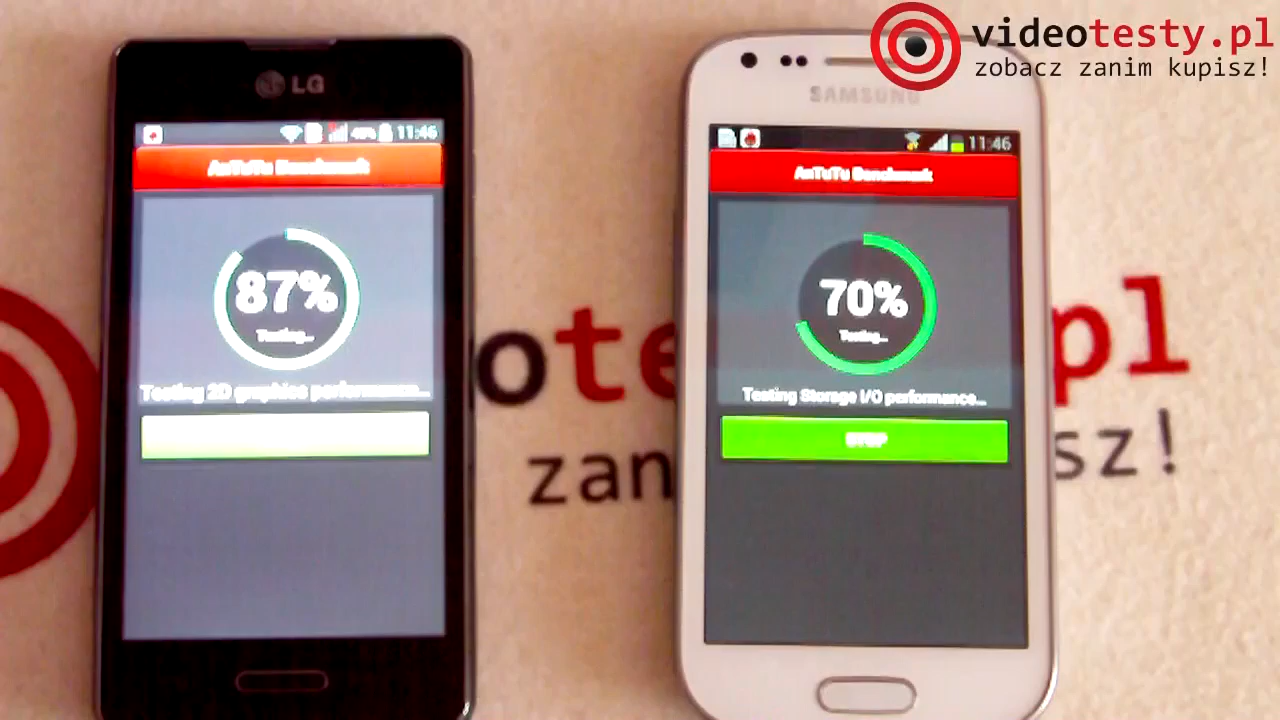 videotesty.pl
zobacz zanim kupisz!
LG
11:46
AnTuTu Benchmark
87%
Testing...
Testing 2D graphics performance...
SAMSUNG
11:46
AnTuTu Benchmark
70%
Testing...
Testing Storage I/O performance...
STOP
ote
pl
zan
sz!